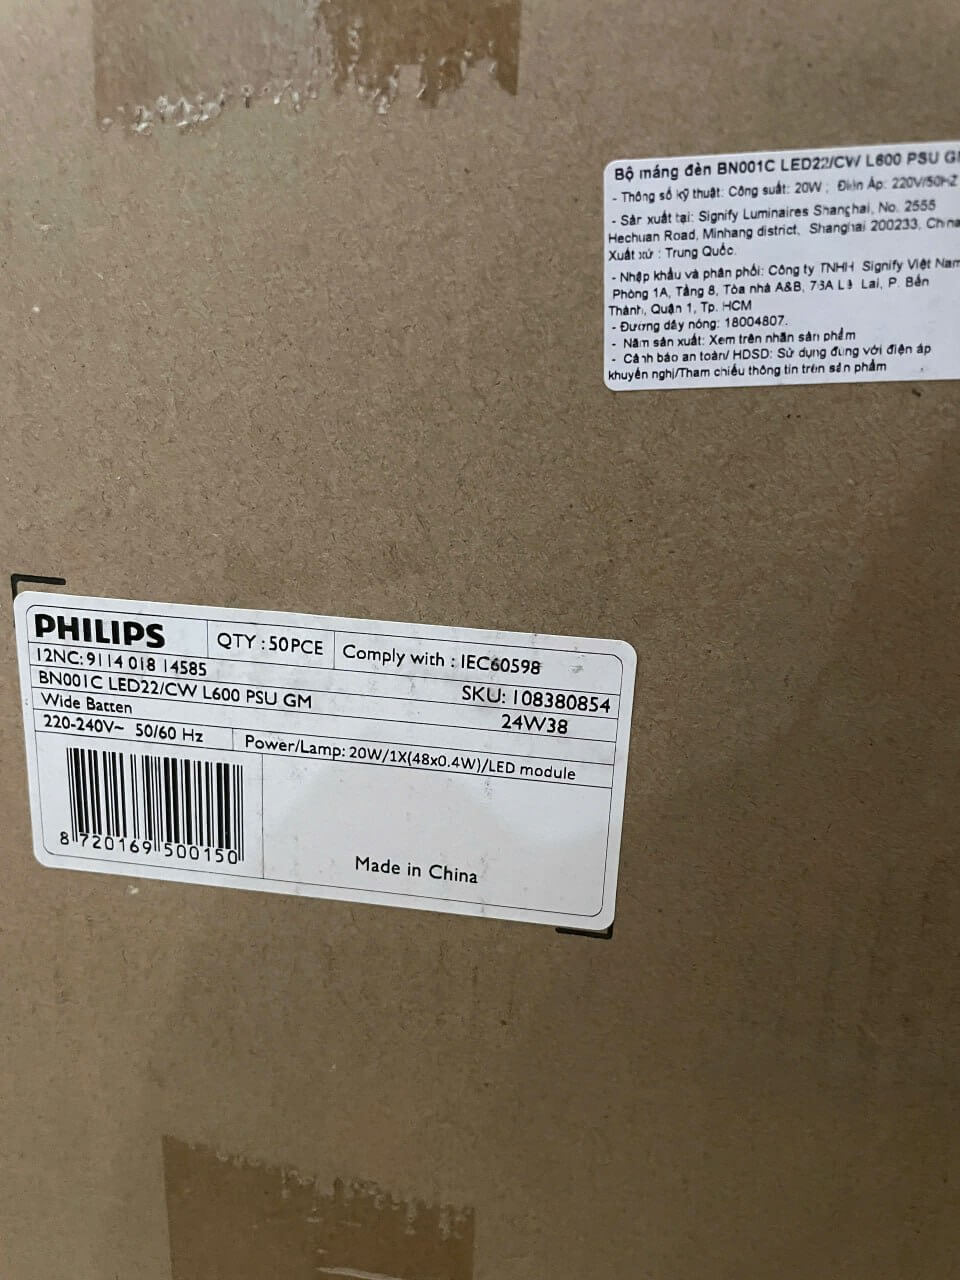 Bộ máng đèn BN001C LED22/CW L600 PSU GM
- Thông số kỹ thuật: Công suất: 20W ; Điện Áp: 220V/50HZ
- Sản xuất tại: Signify Luminaires Shanghai, No. 2555
Hechuan Road, Minhang district, Shanghai 200233, China
Xuất xứ : Trung Quốc.
- Nhập khẩu và phân phối: Công ty TNHH Signify Việt Nam
Phòng 1A, Tầng 8, Tòa nhà A&B, 76A Lê Lai, P. Bến
Thành, Quận 1, Tp. HCM
- Đường dây nóng: 18004807.
- Năm sản xuất: Xem trên nhãn sản phẩm
- Cảnh báo an toàn/ HDSD: Sử dụng đúng với điện áp
khuyến nghị/Tham chiếu thông tin trên sản phẩm
PHILIPS
QTY : 50PCE
Comply with : IEC60598
12NC: 9114 018 14585
SKU: 108380854
BN001C LED22/CW L600 PSU GM
24W38
Wide Batten
220-240V~ 50/60 Hz
Power/Lamp: 20W/1X(48x0.4W)/LED module
8 720169 500150
Made in China